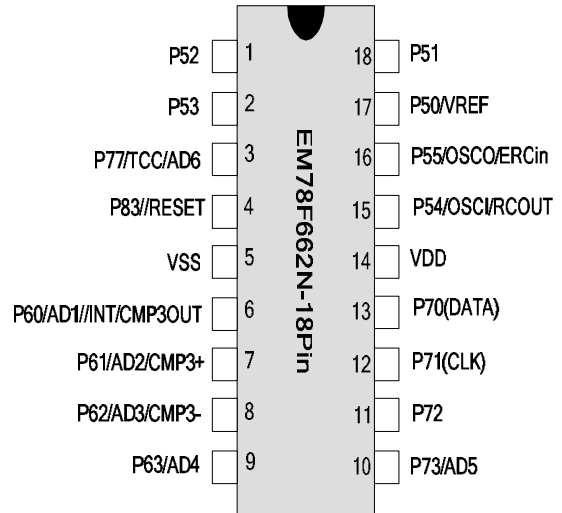 P52 1 18 P51
P53 2 17 P50/VREF
P77/TCC/AD6 3 16 P55/OSCO/ERCin
P83//RESET 4 15 P54/OSCI/RCOUT
VSS 5 14 VDD
P60/AD1//INT/CMP3OUT 6 13 P70(DATA)
P61/AD2/CMP3+ 7 12 P71(CLK)
P62/AD3/CMP3- 8 11 P72
P63/AD4 9 10 P73/AD5
EM78F662N-18Pin